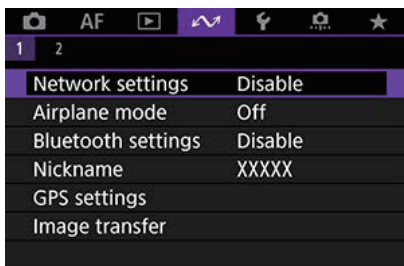 AF
1 2
Network settings Disable
Airplane mode Off
Bluetooth settings Disable
Nickname XXXXX
GPS settings
Image transfer